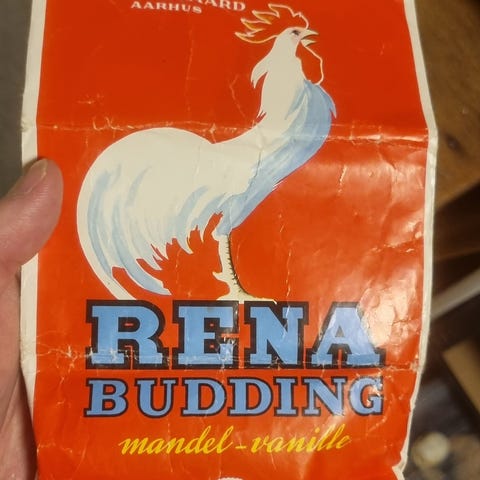 AARHUS
RENA
BUDDING
mandel-vanille